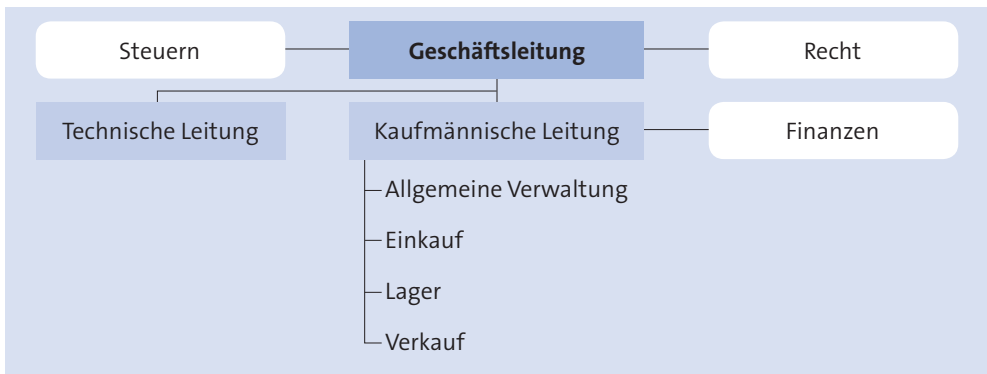 Steuern
Geschäftsleitung
Recht
Technische Leitung
Kaufmännische Leitung
Finanzen
Allgemeine Verwaltung
Einkauf
Lager
Verkauf